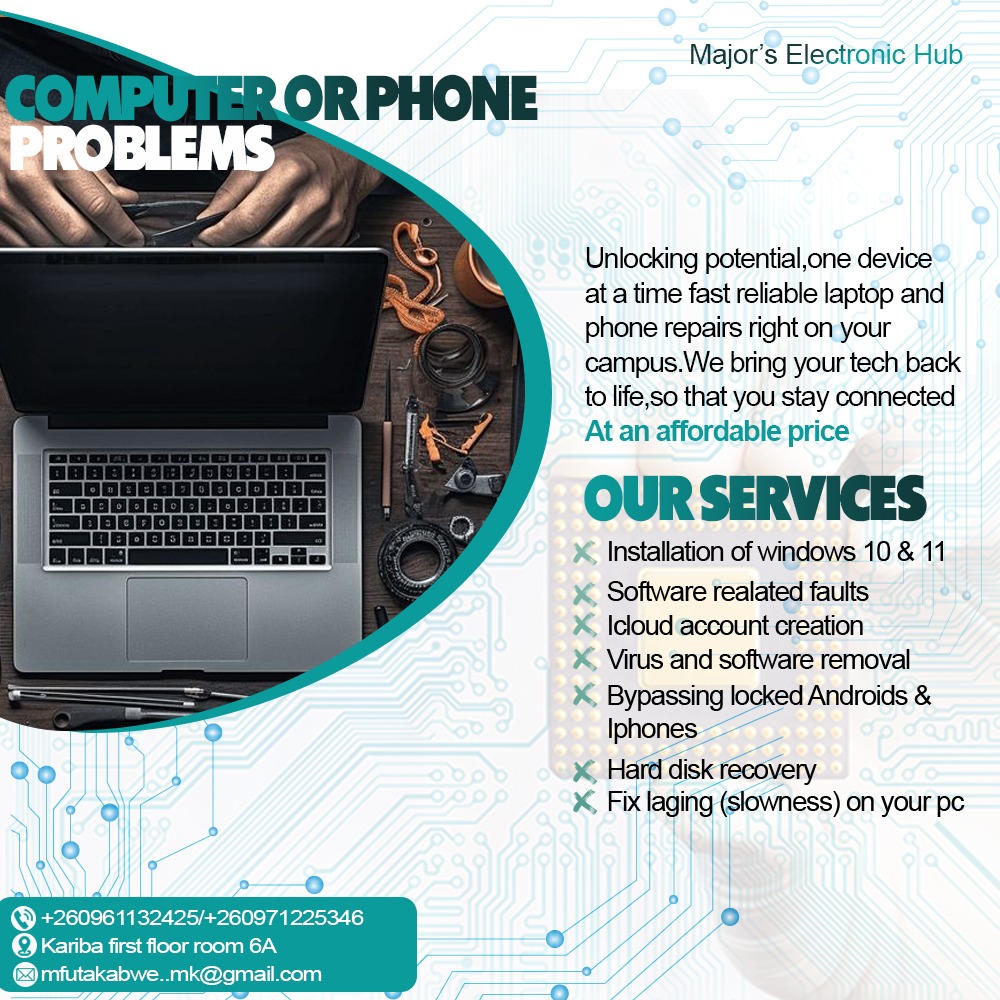 Major's Electronic Hub
COMPUTER OR PHONE
PROBLEMS
Unlocking potential,one device
at a time fast reliable laptop and
phone repairs right on your
campus.We bring your tech back
to life,so that you stay connected
At an affordable price
OUR SERVICES
Installation of windows 10 & 11
Software realated faults
Icloud account creation
Virus and software removal
Bypassing locked Androids &
Iphones
Hard disk recovery
Fix laging (slowness) on your pc
+260961132425/+260971225346
Kariba first floor room 6A
mfutakabwe..mk@gmail.com